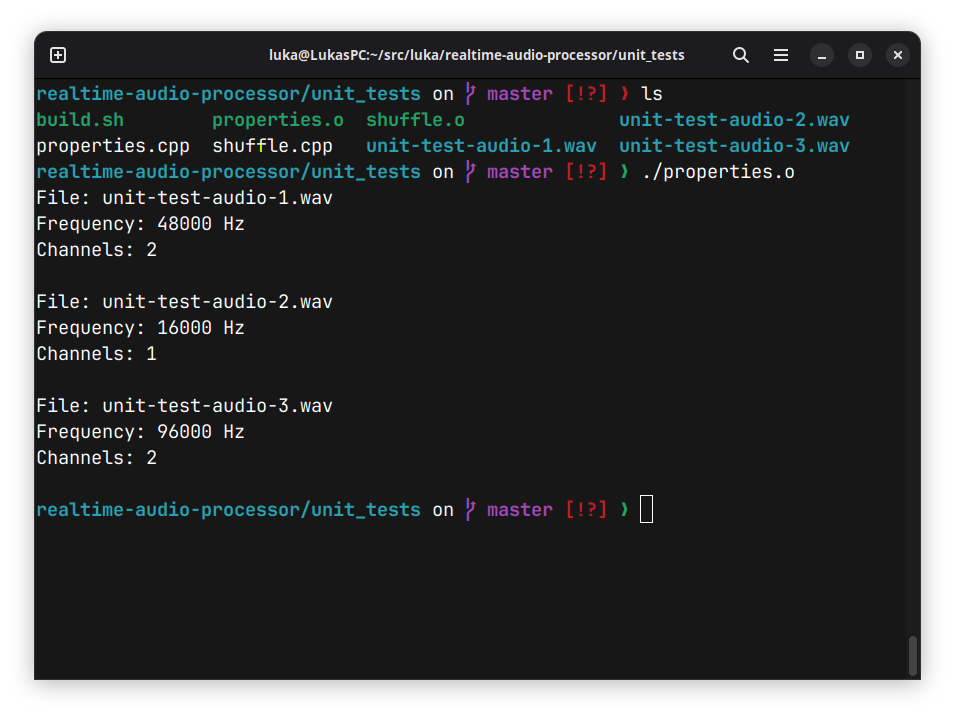 luka@LukasPC:~/src/luka/realtime-audio-processor/unit_tests
realtime-audio-processor/unit_tests on master [!?] ❯ ls
build.sh properties.o shuffle.o unit-test-audio-2.wav
properties.cpp shuffle.cpp unit-test-audio-1.wav unit-test-audio-3.wav
realtime-audio-processor/unit_tests on master [!?] ❯ ./properties.o
File: unit-test-audio-1.wav
Frequency: 48000 Hz
Channels: 2
File: unit-test-audio-2.wav
Frequency: 16000 Hz
Channels: 1
File: unit-test-audio-3.wav
Frequency: 96000 Hz
Channels: 2
realtime-audio-processor/unit_tests on master [!?] ❯